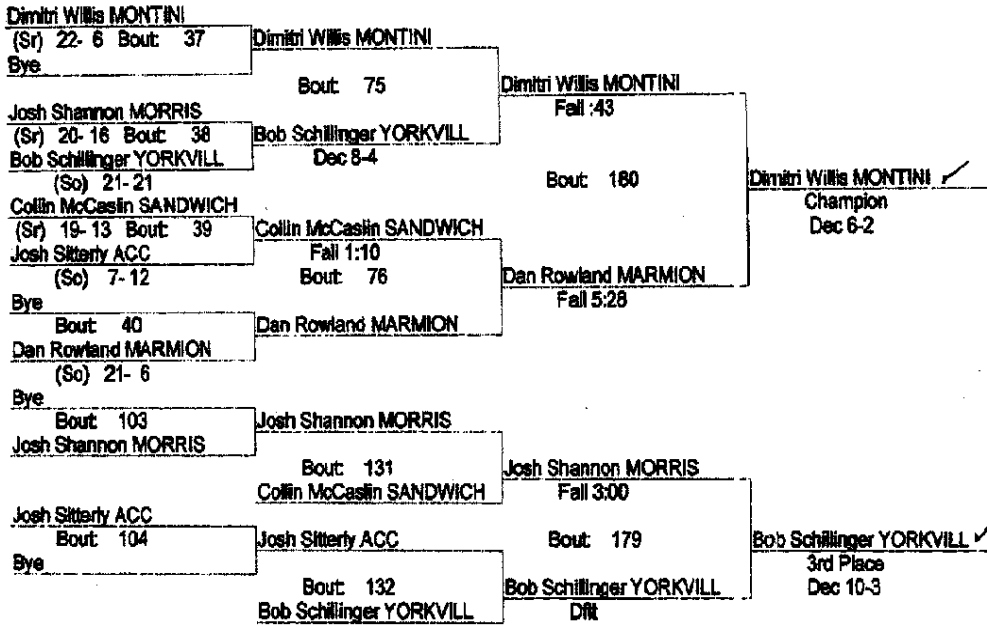 Dimitri Willis MONTINI
(Sr) 22- 6 Bout: 37
Bye
Dimitri Willis MONTINI
Bout: 75
Josh Shannon MORRIS
(Sr) 20- 16 Bout: 38
Bob Schillinger YORKVILL
(So) 21- 21
Bob Schillinger YORKVILL
Dec 8-4
Dimitri Willis MONTINI
Fall :43
Bout: 180
Collin McCaslin SANDWICH
(Sr) 19- 13 Bout: 39
Josh Sitterly ACC
(So) 7- 12
Collin McCaslin SANDWICH
Fall 1:10
Bout: 76
Bye
Bout: 40
Dan Rowland MARMION
(So) 21- 6
Dan Rowland MARMION
Dan Rowland MARMION
Fall 5:28
Dimitri Willis MONTINI
Champion
Dec 6-2
Bye
Bout: 103
Josh Shannon MORRIS
Josh Shannon MORRIS
Bout: 131
Collin McCaslin SANDWICH
Josh Shannon MORRIS
Fall 3:00
Bout: 179
Josh Sitterly ACC
Bout: 104
Bye
Josh Sitterly ACC
Bout: 132
Bob Schillinger YORKVILL
Bob Schillinger YORKVILL
Dflt
Bob Schillinger YORKVILL
3rd Place
Dec 10-3